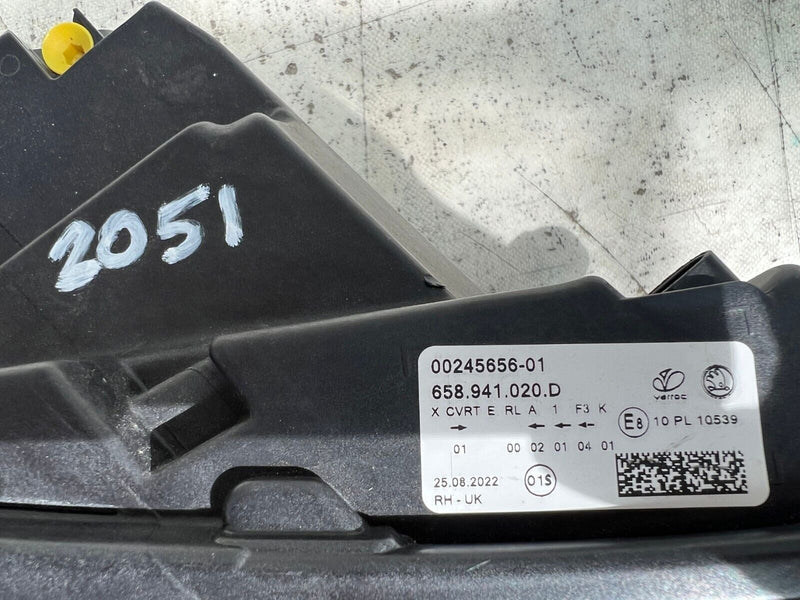 2051
00245656-01
658.941.020.D
varroc
X CVRT E RL A 1 F3 K
→ ← ← ←
E8 10 PL 10539
01 00 02 01 04 01
25.08.2022 01S
RH - UK